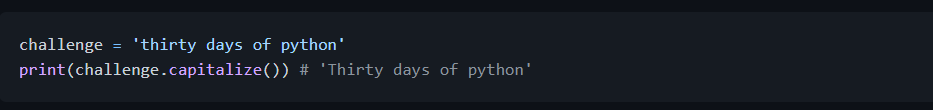 challenge = 'thirty days of python'
print(challenge.capitalize()) # 'Thirty days of python'